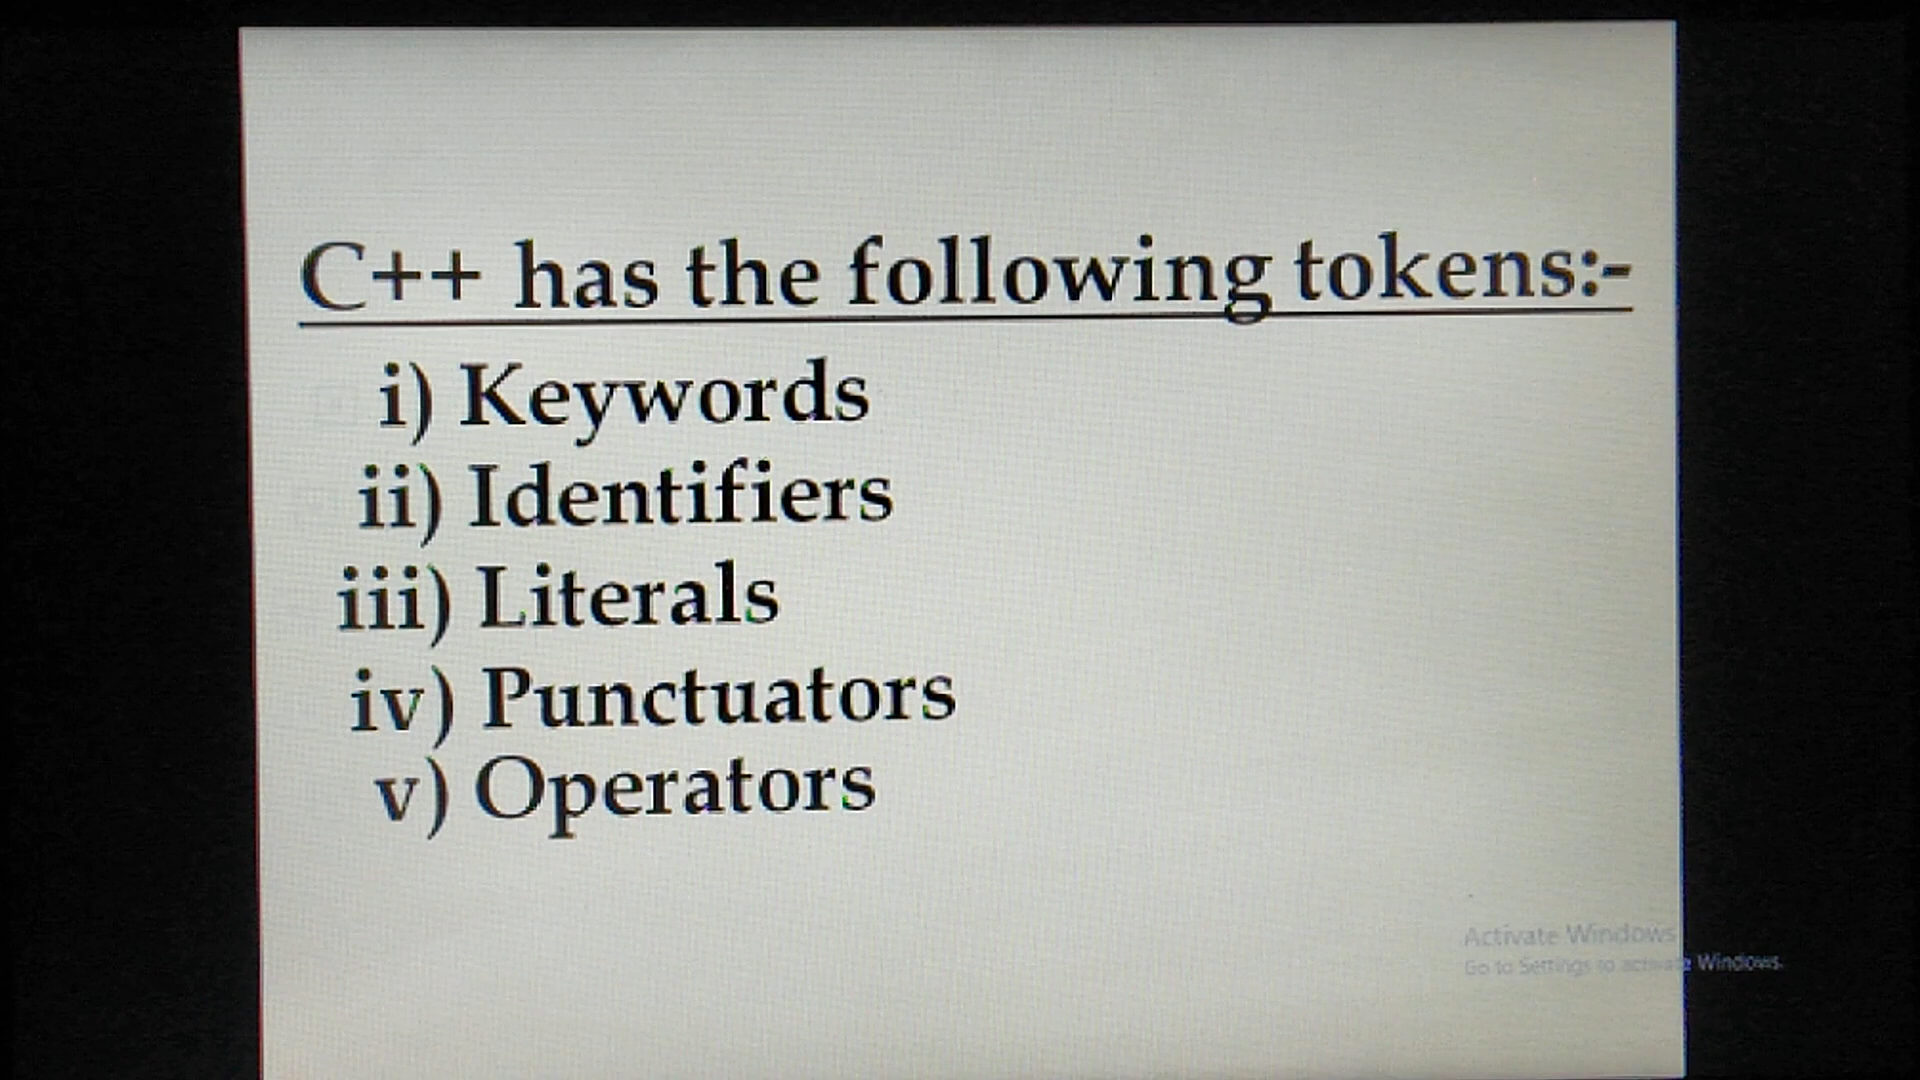 C++ has the following tokens:-
i) Keywords
ii) Identifiers
iii) Literals
iv) Punctuators
v) Operators
Activate Windows
Go to Settings to activate Windows.